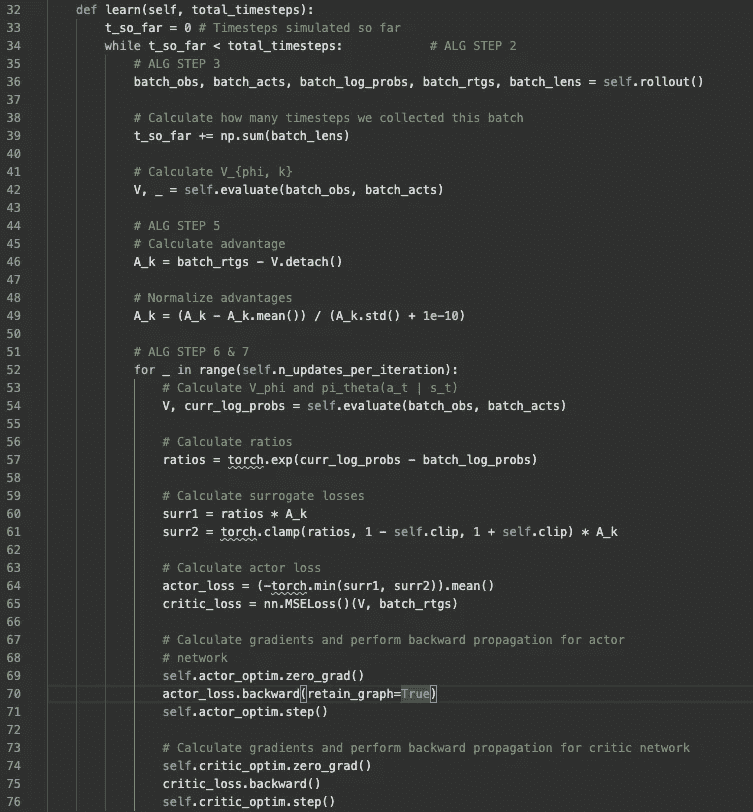 32 def learn(self, total_timesteps):
33 t_so_far = 0 # Timesteps simulated so far
34 while t_so_far < total_timesteps: # ALG STEP 2
35 # ALG STEP 3
36 batch_obs, batch_acts, batch_log_probs, batch_rtgs, batch_lens = self.rollout()
37
38 # Calculate how many timesteps we collected this batch
39 t_so_far += np.sum(batch_lens)
40
41 # Calculate V_{phi, k}
42 V, _ = self.evaluate(batch_obs, batch_acts)
43
44 # ALG STEP 5
45 # Calculate advantage
46 A_k = batch_rtgs - V.detach()
47
48 # Normalize advantages
49 A_k = (A_k - A_k.mean()) / (A_k.std() + 1e-10)
50
51 # ALG STEP 6 & 7
52 for _ in range(self.n_updates_per_iteration):
53 # Calculate V_phi and pi_theta(a_t | s_t)
54 V, curr_log_probs = self.evaluate(batch_obs, batch_acts)
55
56 # Calculate ratios
57 ratios = torch.exp(curr_log_probs - batch_log_probs)
58
59 # Calculate surrogate losses
60 surr1 = ratios * A_k
61 surr2 = torch.clamp(ratios, 1 - self.clip, 1 + self.clip) * A_k
62
63 # Calculate actor loss
64 actor_loss = (-torch.min(surr1, surr2)).mean()
65 critic_loss = nn.MSELoss()(V, batch_rtgs)
66
67 # Calculate gradients and perform backward propagation for actor
68 # network
69 self.actor_optim.zero_grad()
70 actor_loss.backward(retain_graph=True)
71 self.actor_optim.step()
72
73 # Calculate gradients and perform backward propagation for critic network
74 self.critic_optim.zero_grad()
75 critic_loss.backward()
76 self.critic_optim.step()